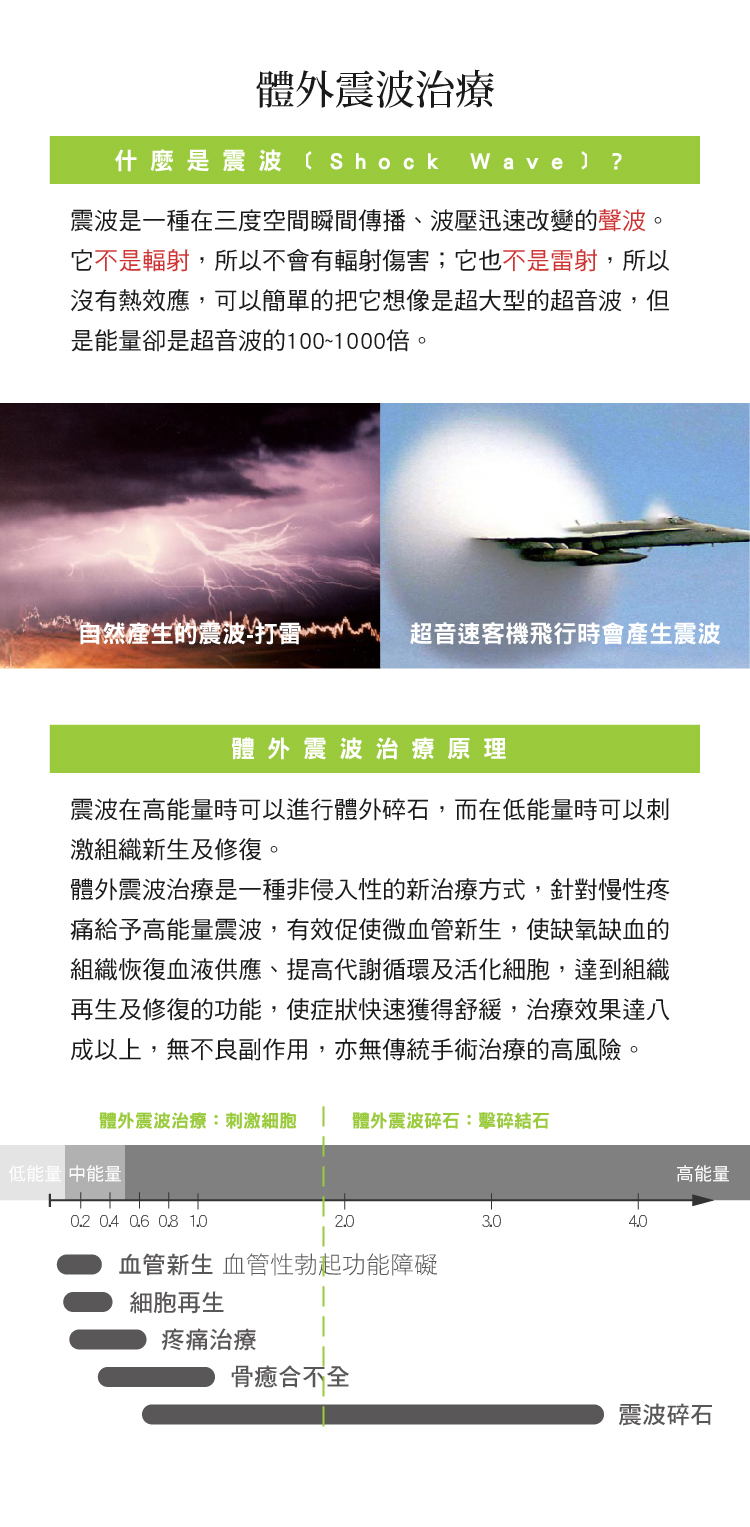 體外震波治療
什麼是震波（Shock Wave）?
震波是一種在三度空間瞬間傳播、波壓迅速改變的聲波。
它不是輻射，所以不會有輻射傷害；它也不是雷射，所以
沒有熱效應，可以簡單的把它想像是超大型的超音波，但
是能量卻是超音波的100~1000倍。
自然產生的震波-打雷
超音速客機飛行時會產生震波
體外震波治療原理
震波在高能量時可以進行體外碎石，而在低能量時可以刺
激組織新生及修復。
體外震波治療是一種非侵入性的新治療方式，針對慢性疼
痛給予高能量震波，有效促使微血管新生，使缺氧缺血的
組織恢復血液供應、提高代謝循環及活化細胞，達到組織
再生及修復的功能，使症狀快速獲得舒緩，治療效果達八
成以上，無不良副作用，亦無傳統手術治療的高風險。
體外震波治療：刺激細胞 體外震波碎石：擊碎結石
低能量 中能量 高能量
0.2 0.4 0.6 0.8 1.0 2.0 3.0 4.0
血管新生 血管性勃起功能障礙
細胞再生
疼痛治療
骨癒合不全
震波碎石